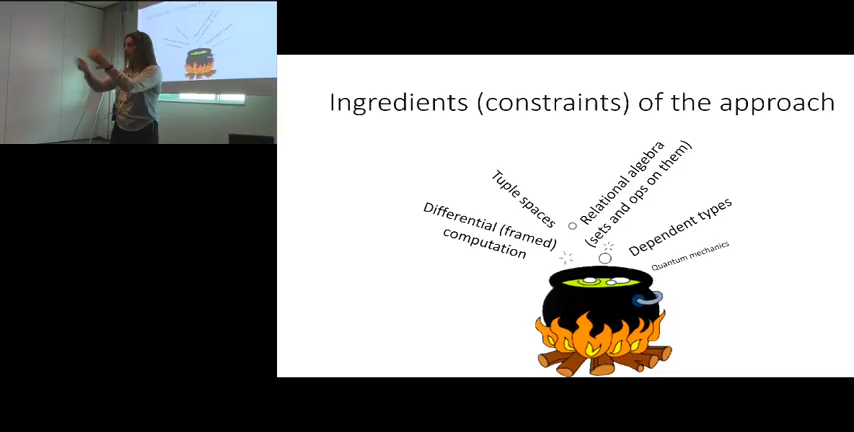 Ingredients (constraints) of the approach
Tuple spaces
Relational algebra
(sets and ops on them)
Differential (framed)
computation
Dependent types
Quantum mechanics